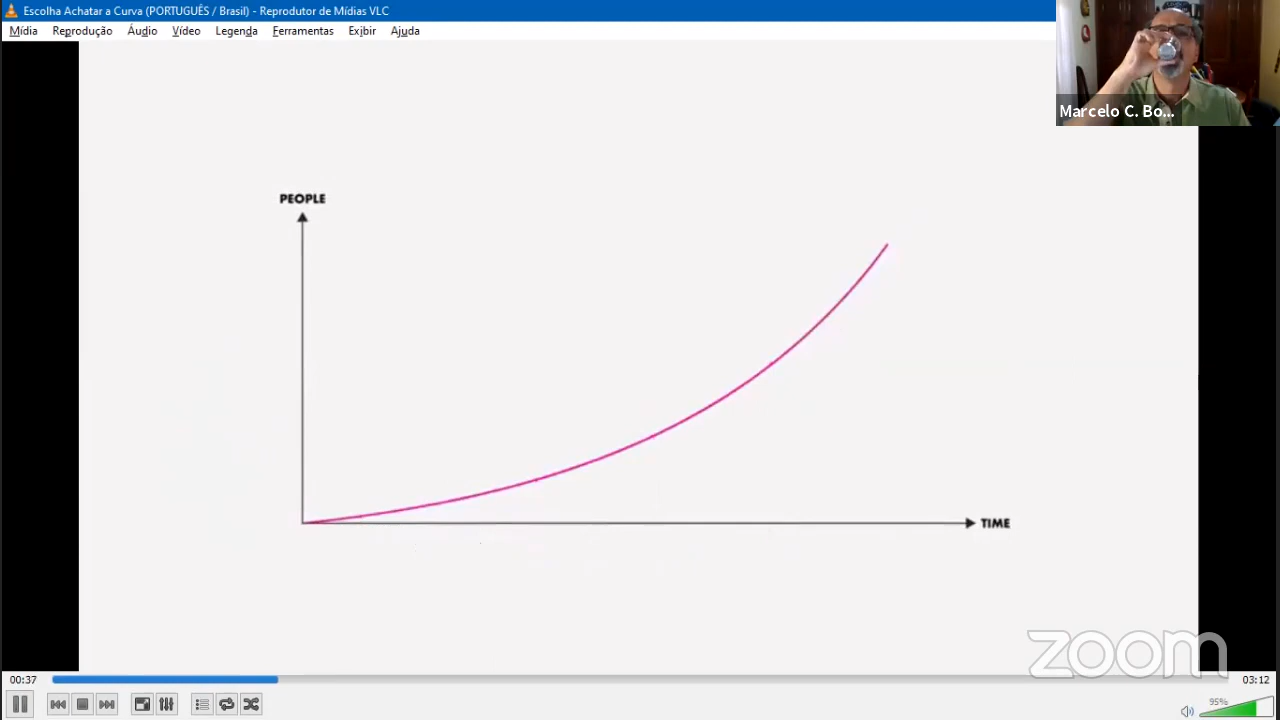 Escolha Achatar a Curva (PORTUGUÊS / Brasil) - Reprodutor de Mídias VLC
Mídia Reprodução Áudio Vídeo Legenda Ferramentas Exibir Ajuda
Marcelo C. Bo...
PEOPLE
TIME
zoom
00:37
03:12
95%